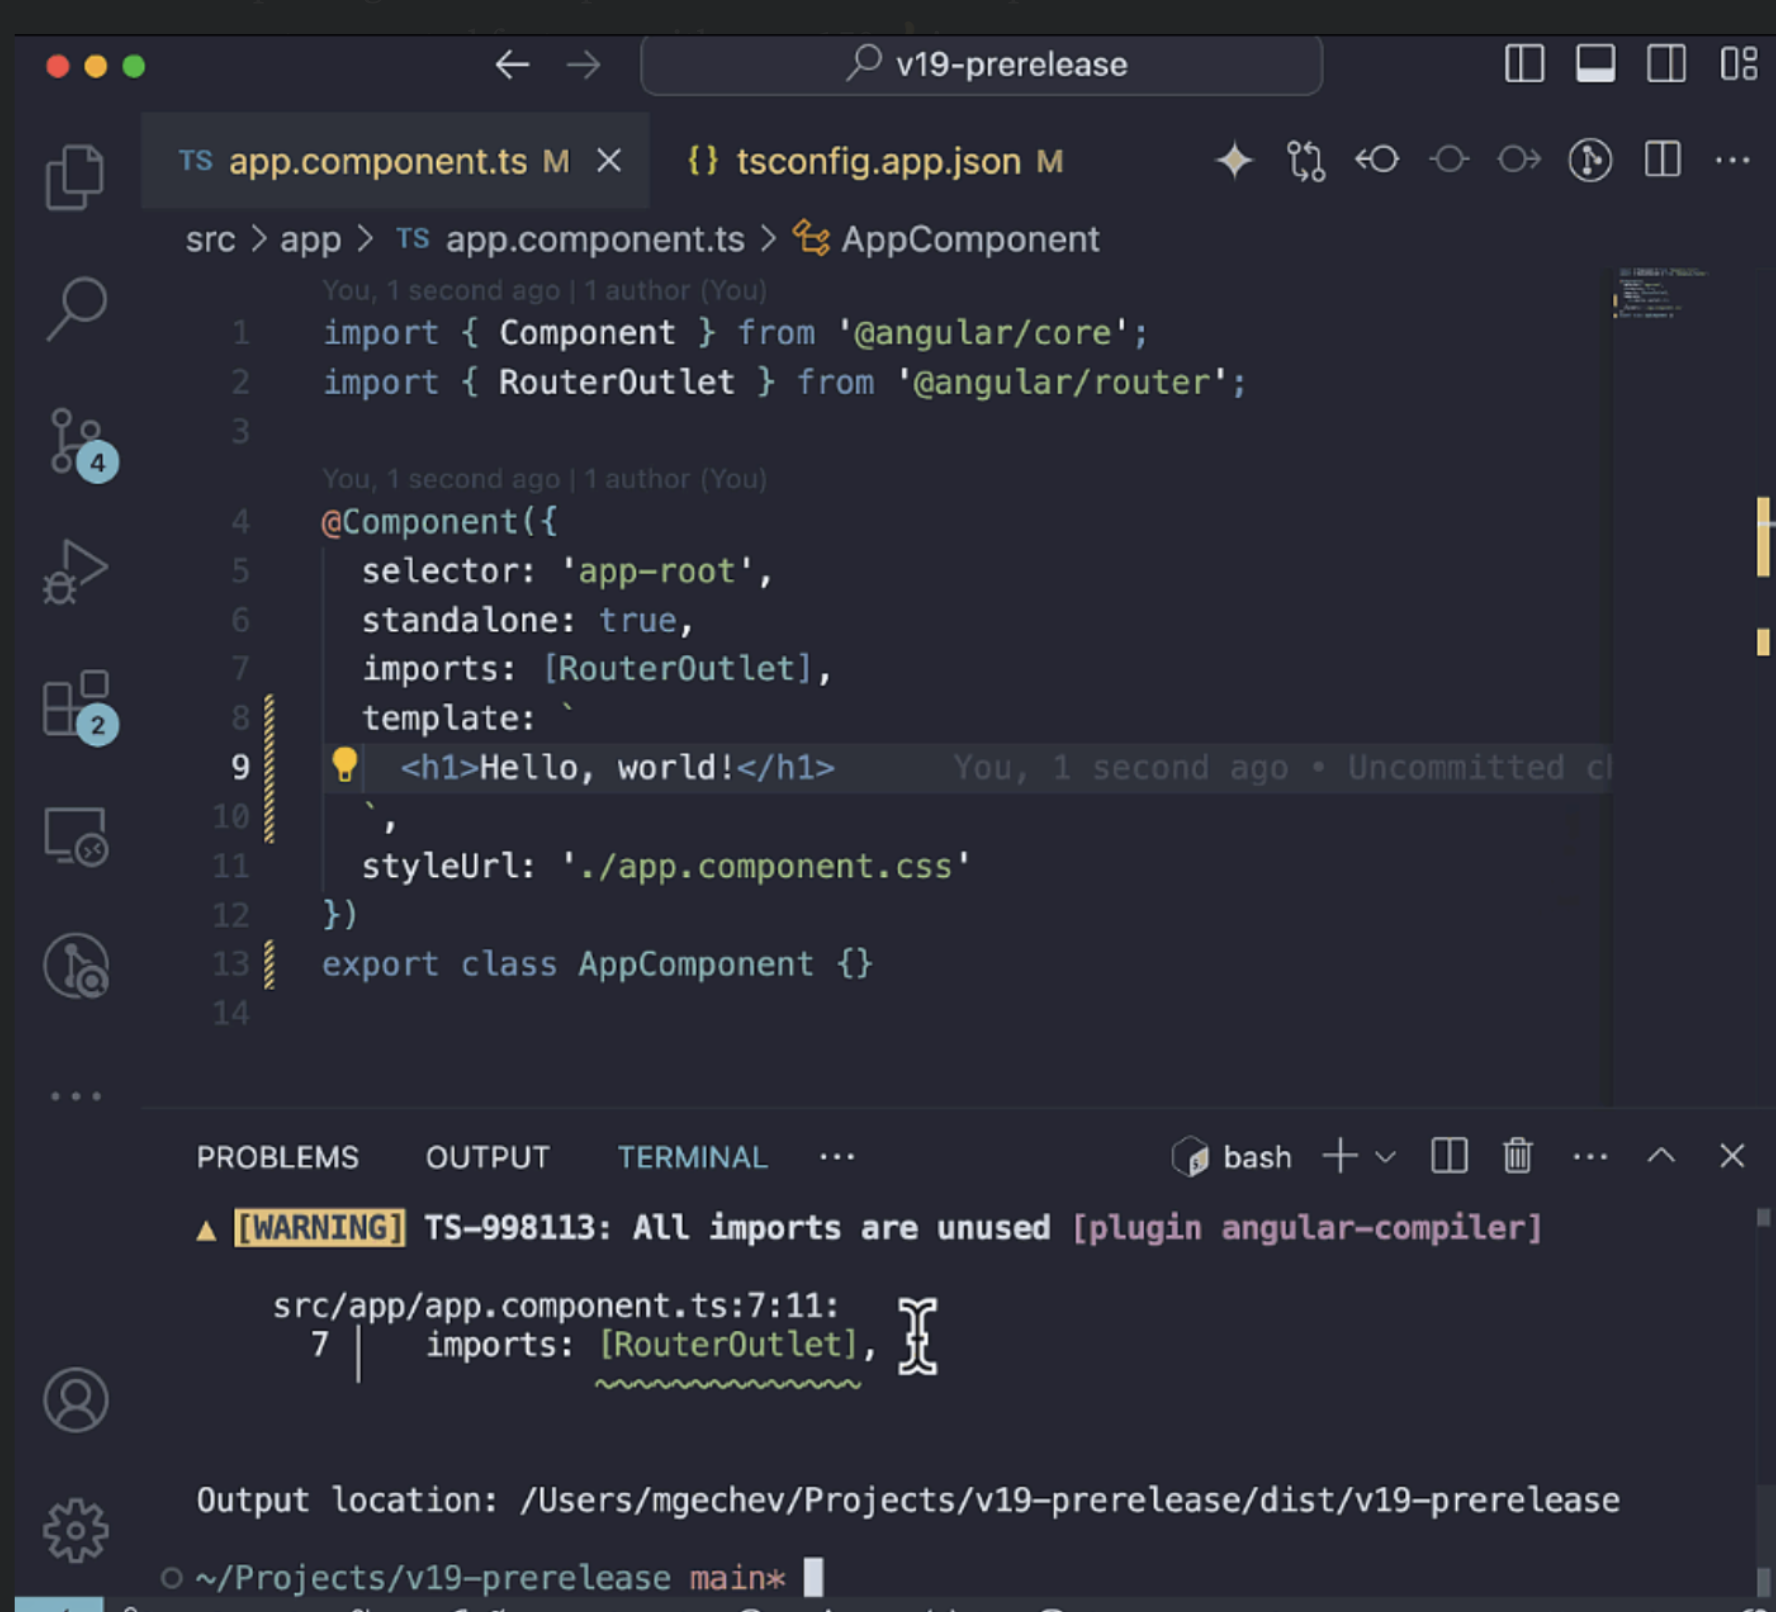 v19-prerelease
TS app.component.ts M
{} tsconfig.app.json M
src > app > TS app.component.ts > AppComponent
You, 1 second ago | 1 author (You)
1 import { Component } from '@angular/core';
2 import { RouterOutlet } from '@angular/router';
3
You, 1 second ago | 1 author (You)
4 @Component({
5 selector: 'app-root',
6 standalone: true,
7 imports: [RouterOutlet],
8 template: `
9 <h1>Hello, world!</h1> You, 1 second ago • Uncommitted
10 `,
11 styleUrl: './app.component.css'
12 })
13 export class AppComponent {}
14
4
2
PROBLEMS OUTPUT TERMINAL ... bash
▲ [WARNING] TS-998113: All imports are unused [plugin angular-compiler]
src/app/app.component.ts:7:11:
7 │ imports: [RouterOutlet],
Output location: /Users/mgechev/Projects/v19-prerelease/dist/v19-prerelease
~/Projects/v19-prerelease main*